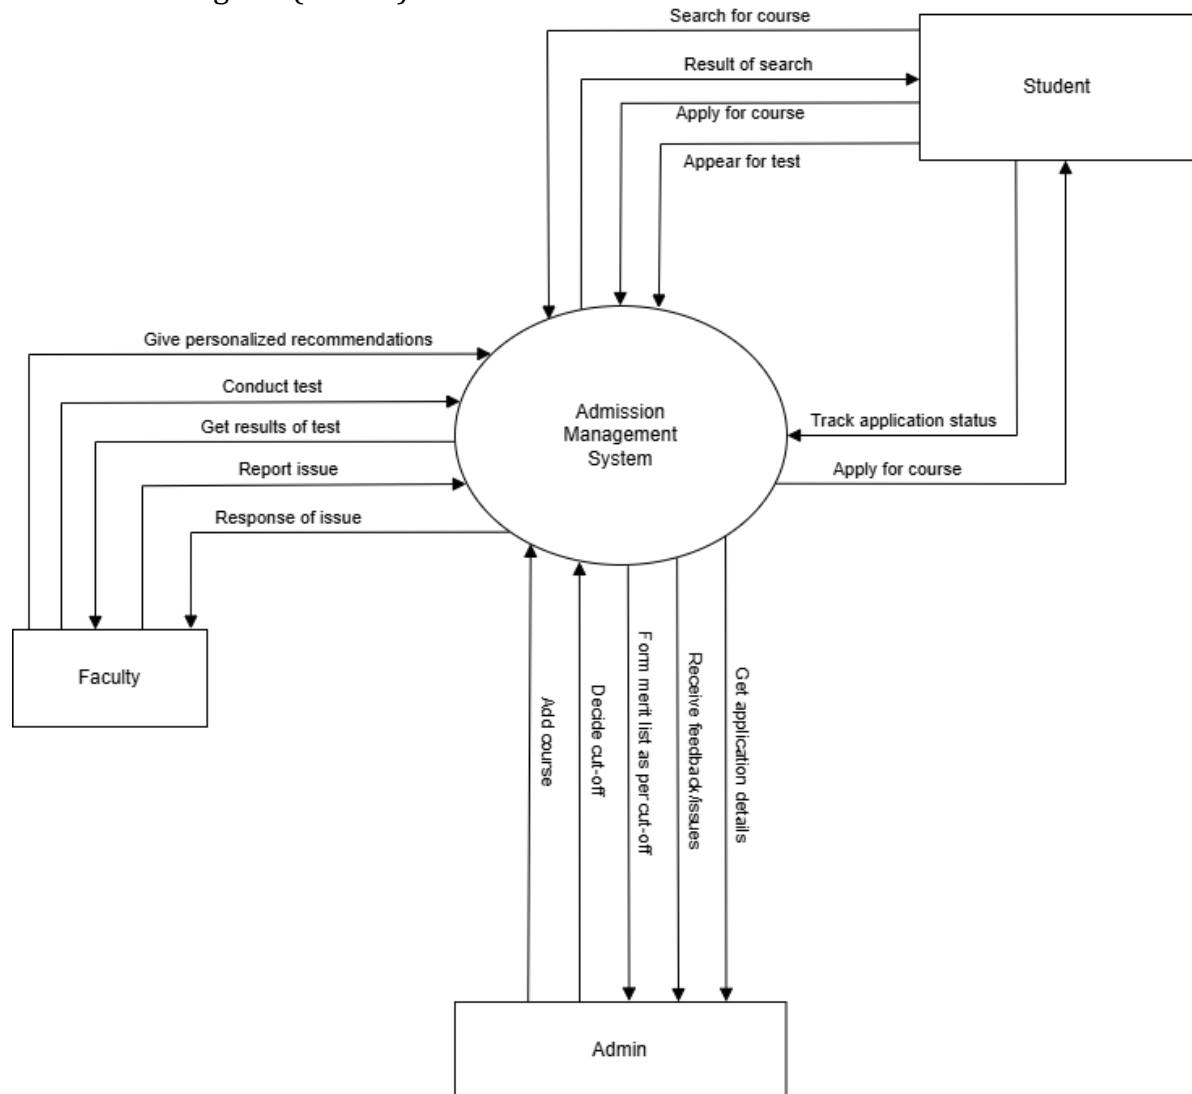 Search for course
Result of search
Student
Apply for course
Appear for test
Give personalized recommendations
Conduct test
Get results of test
Report issue
Response of issue
Admission
Management
System
Track application status
Apply for course
Faculty
Add course
Decide cut-off
Form merit list as per cut-off
Receive feedback/issues
Get application details
Admin